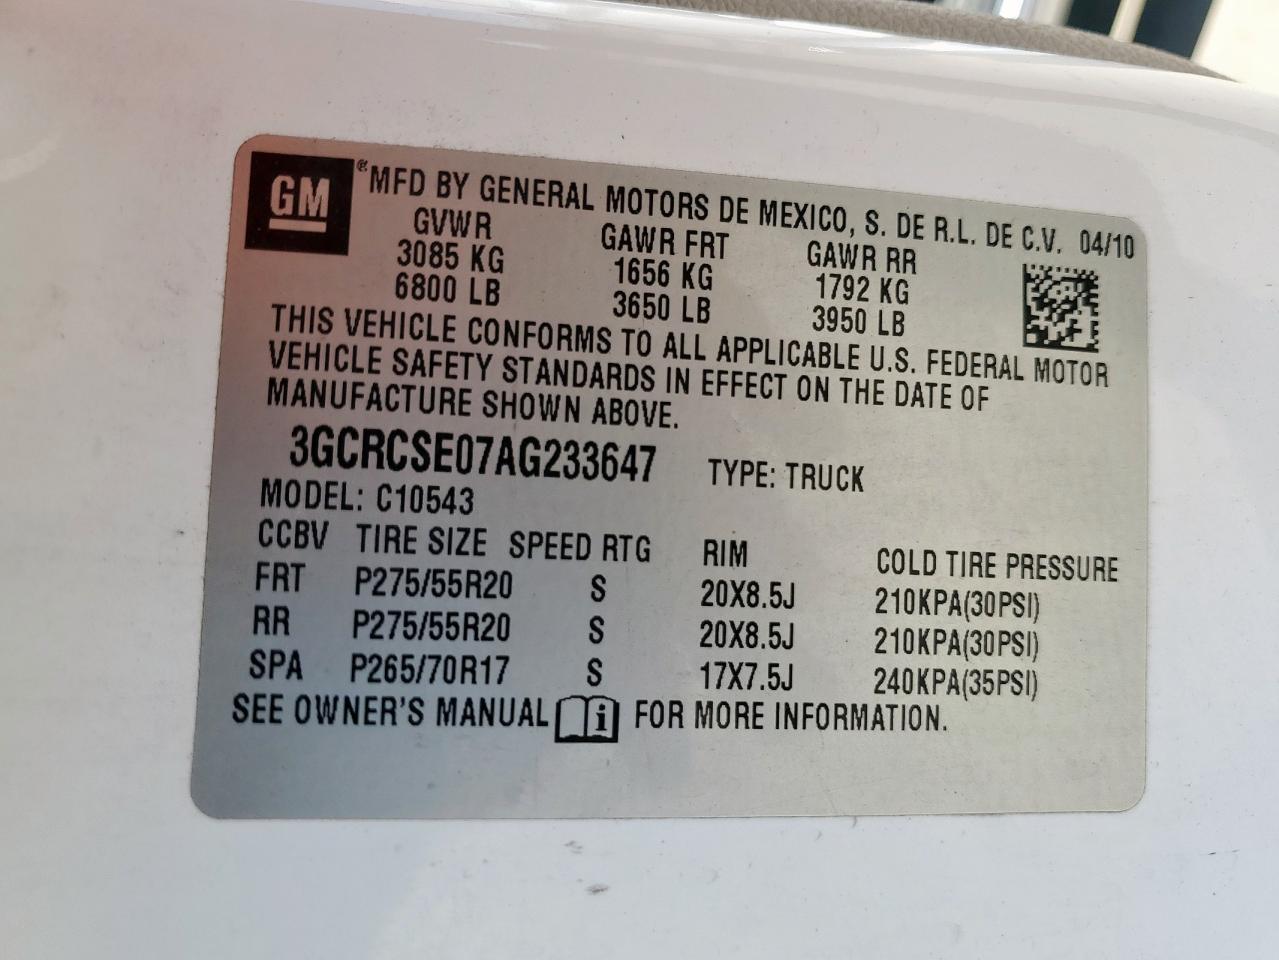 GM ® MFD BY GENERAL MOTORS DE MEXICO, S. DE R.L. DE C.V. 04/10
GVWR GAWR FRT GAWR RR
3085 KG 1656 KG 1792 KG
6800 LB 3650 LB 3950 LB
THIS VEHICLE CONFORMS TO ALL APPLICABLE U.S. FEDERAL MOTOR
VEHICLE SAFETY STANDARDS IN EFFECT ON THE DATE OF
MANUFACTURE SHOWN ABOVE.
3GCRCSE07AG233647 TYPE: TRUCK
MODEL: C10543
CCBV TIRE SIZE SPEED RTG RIM COLD TIRE PRESSURE
FRT P275/55R20 S 20X8.5J 210KPA(30PSI)
RR P275/55R20 S 20X8.5J 210KPA(30PSI)
SPA P265/70R17 S 17X7.5J 240KPA(35PSI)
SEE OWNER'S MANUAL i FOR MORE INFORMATION.